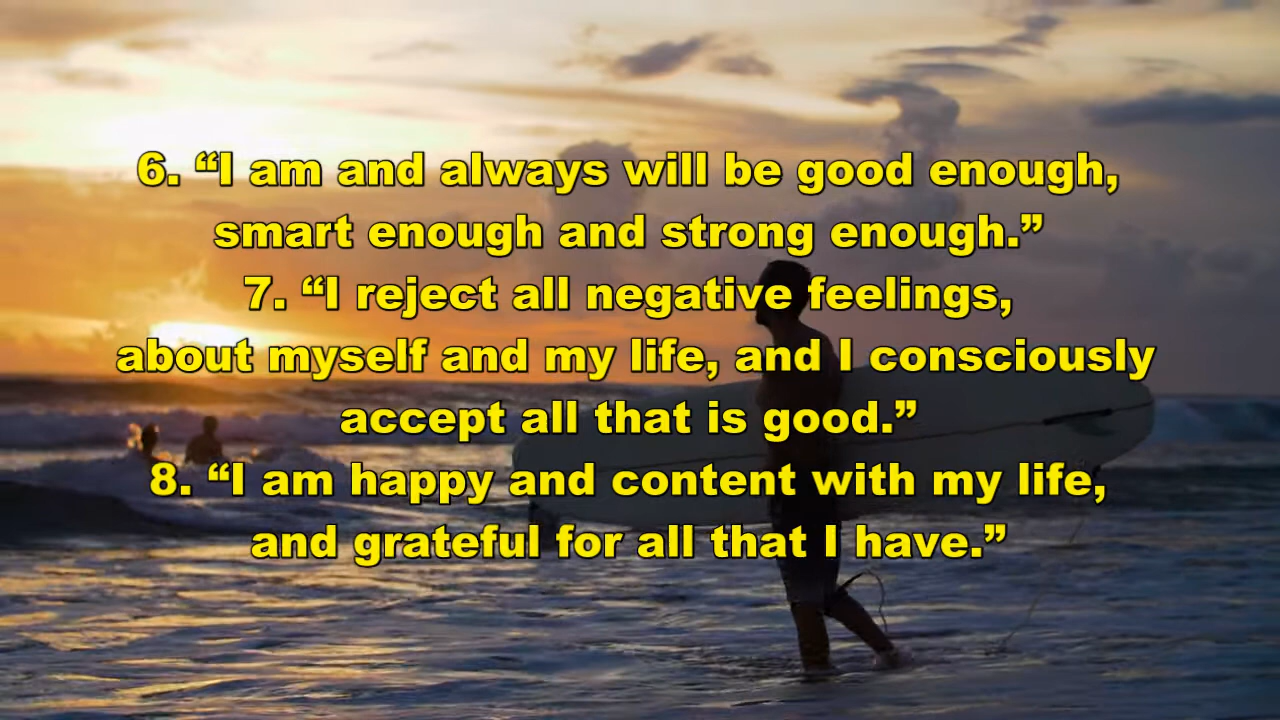 6. “I am and always will be good enough,
smart enough and strong enough.”
7. “I reject all negative feelings,
about myself and my life, and I consciously
accept all that is good.”
8. “I am happy and content with my life,
and grateful for all that I have.”